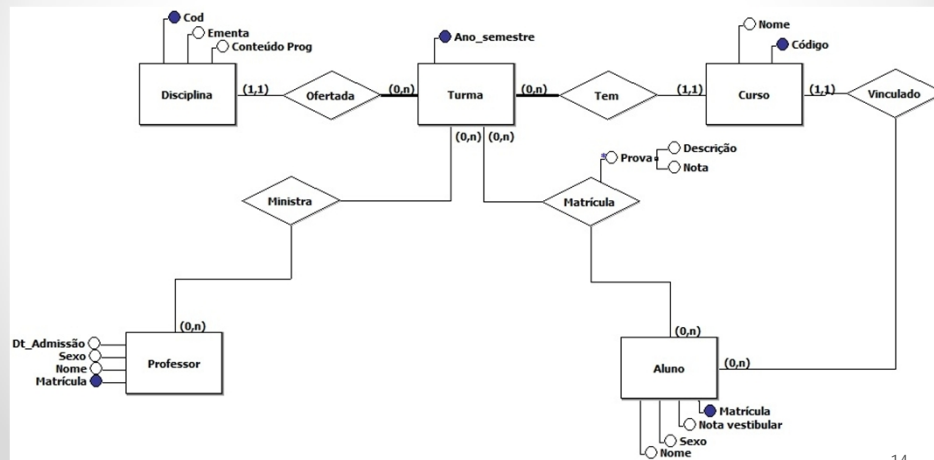 Cod
Ementa
Conteúdo Prog
Ano_semestre
Nome
Código
Disciplina
(1,1)
Ofertada
(0,n)
Turma
(0,n)
Tem
(1,1)
Curso
(1,1)
Vinculado
(0,n)
(0,n)
Ministra
* Prova
Descrição
Nota
Matrícula
(0,n)
Dt_Admissão
Sexo
Nome
Matrícula
Professor
(0,n)
Aluno
(0,n)
Matrícula
Nota vestibular
Sexo
Nome
14